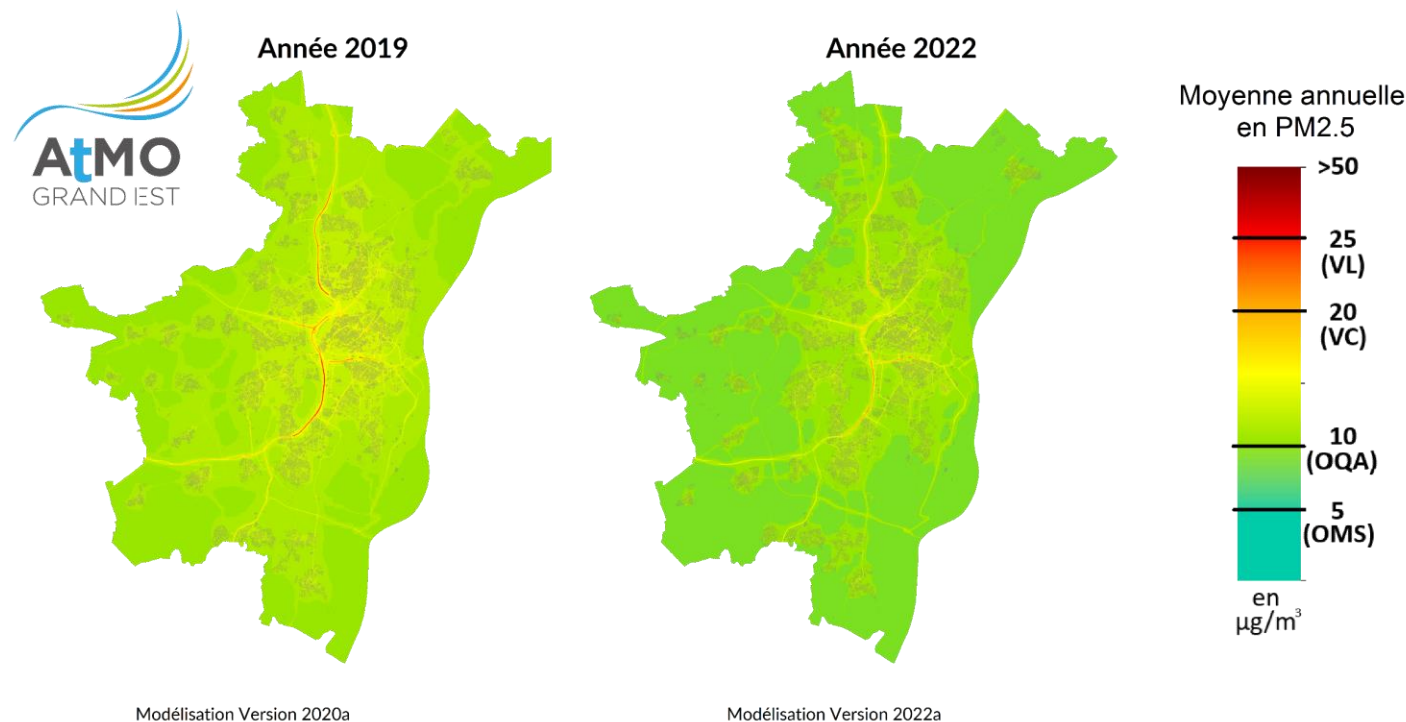 AtMO
GRAND EST
Année 2019
Année 2022
Moyenne annuelle
en PM2.5
>50
25
(VL)
20
(VC)
10
(OQA)
5
(OMS)
en
µg/m³
Modélisation Version 2020a
Modélisation Version 2022a